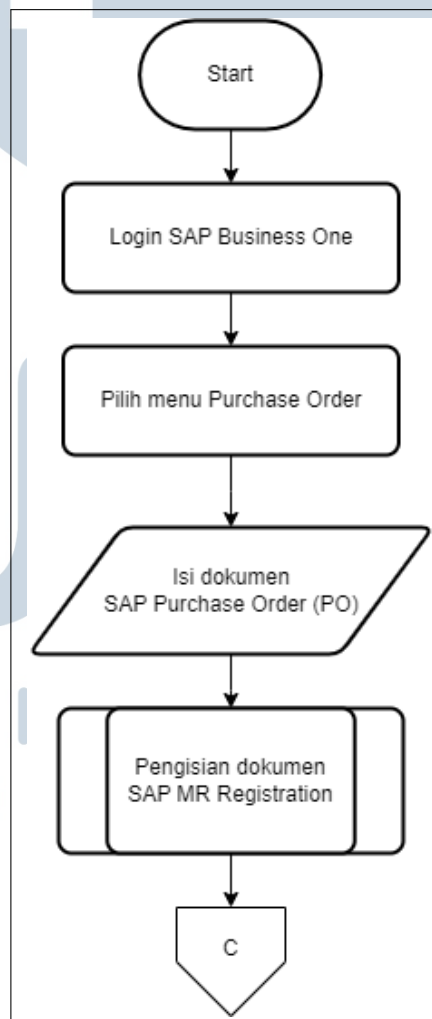 Start
Login SAP Business One
Pilih menu Purchase Order
Isi dokumen
SAP Purchase Order (PO)
Pengisian dokumen
SAP MR Registration
C